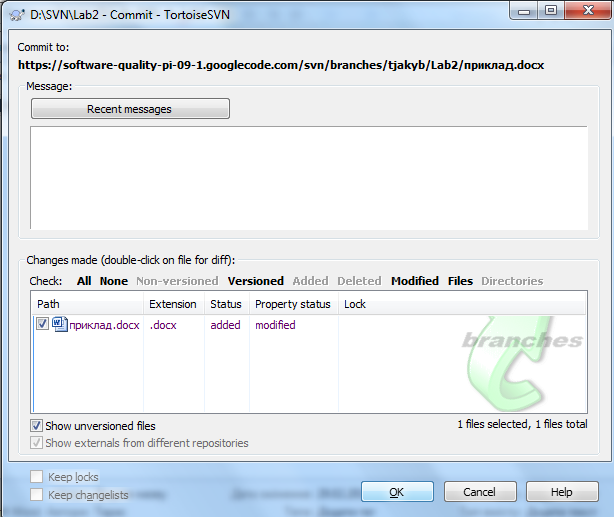 D:\SVN\Lab2 - Commit - TortoiseSVN
Commit to:
https://software-quality-pi-09-1.googlecode.com/svn/branches/tjakyb/Lab2/приклад.docx
Message:
Recent messages
Changes made (double-click on file for diff):
Check: All None Non-versioned Versioned Added Deleted Modified Files Directories
Path Extension Status Property status Lock
приклад.docx .docx added modified
branches
Show unversioned files 1 files selected, 1 files total
Show externals from different repositories
Keep locks
Keep changelists
OK Cancel Help